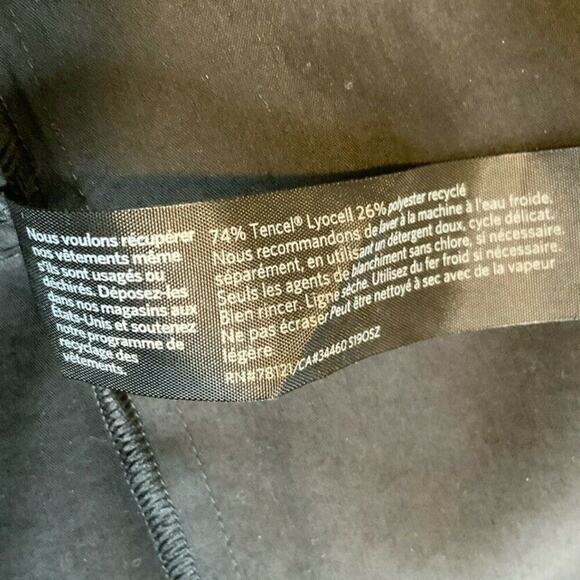 Nous voulons récupérer
nos vêtements même
s'ils sont usagés ou
déchirés. Déposez-les
dans nos magasins aux
États-Unis et soutenez
notre programme de
recyclage des
vêtements.
74% Tencel® Lyocell 26% polyester recyclé
Nous recommandons de laver à la machine à l'eau froide,
séparément, en utilisant un détergent doux, cycle délicat.
Seuls les agents de blanchiment sans chlore, si nécessaire.
Bien rincer. Ligne sèche. Utilisez du fer froid si nécessaire.
Ne pas écraser Peut être nettoyé à sec avec de la vapeur
légère.
RN#78121/CA#34460 S19OSZ